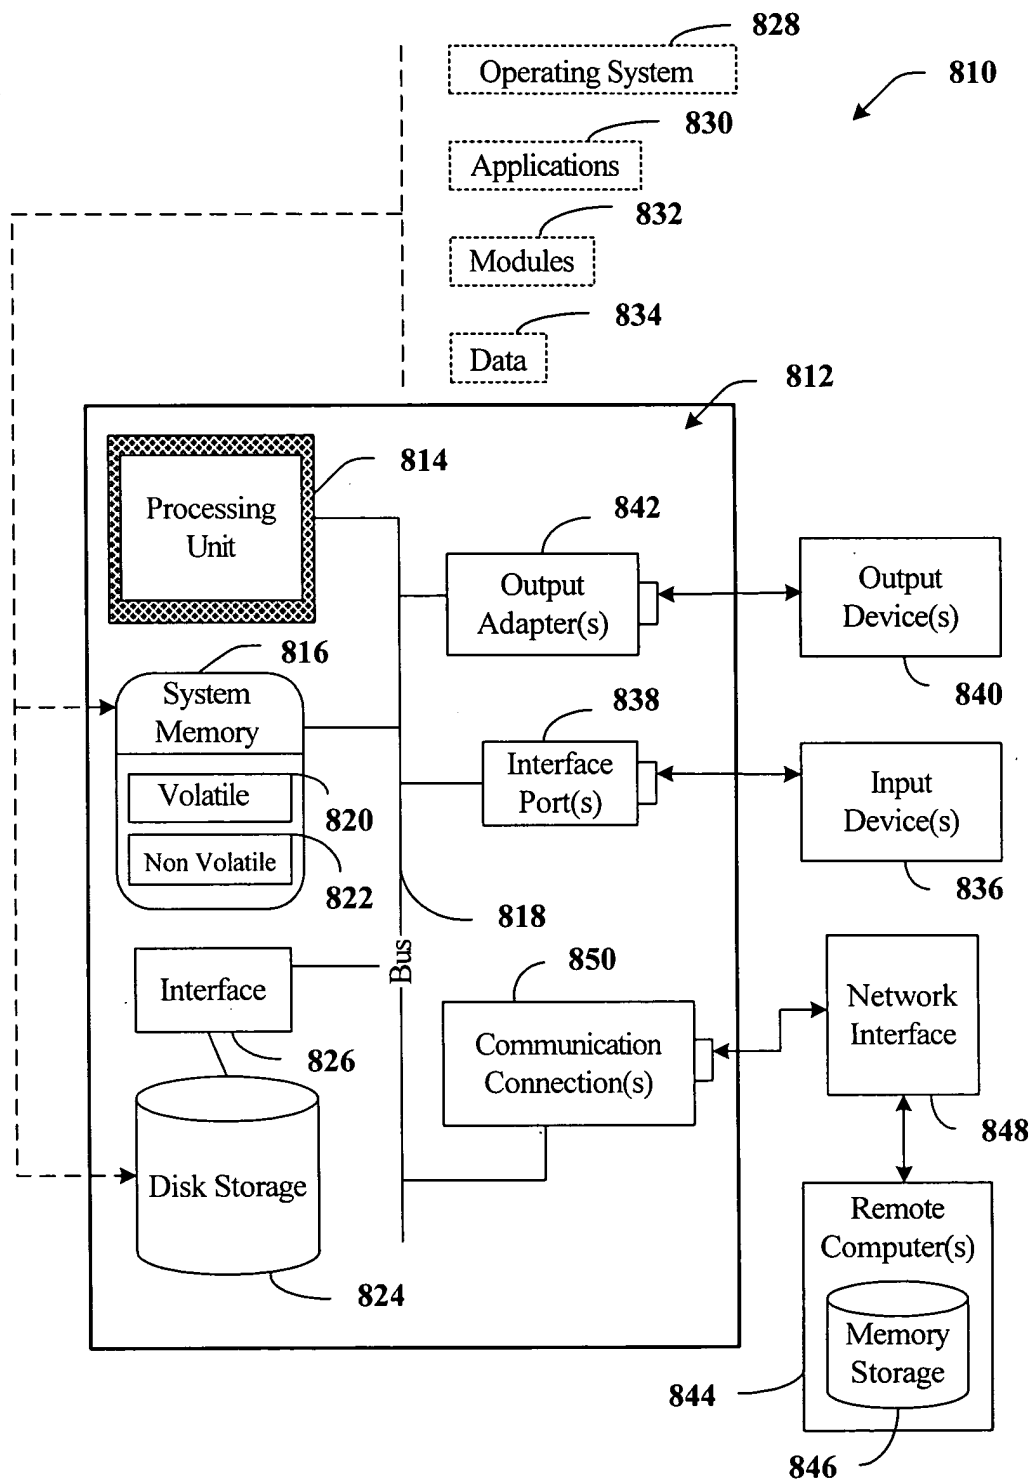 828
Operating System
810
830
Applications
832
Modules
834
Data
812
814
Processing
Unit
842
Output
Adapter(s)
Output
Device(s)
840
816
System
Memory
838
Interface
Port(s)
Input
Device(s)
836
Volatile
820
Non Volatile
822
818
Bus
850
Interface
826
Communication
Connection(s)
Network
Interface
848
Disk Storage
824
Remote
Computer(s)
Memory
Storage
844
846